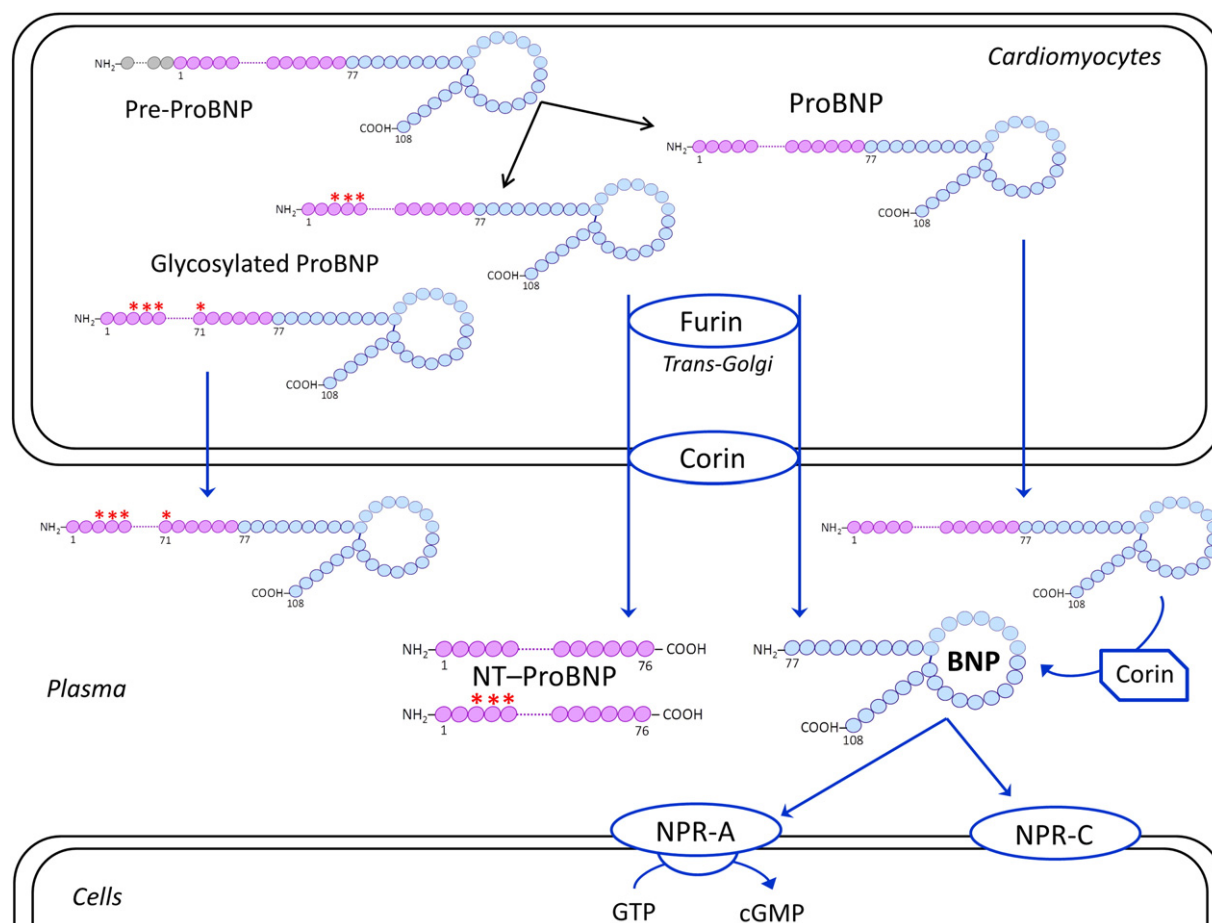 Cardiomyocytes
NH2
1
77
COOH
108
Pre-ProBNP
ProBNP
NH2
1
77
COOH
108
NH2
***
1
77
COOH
108
Glycosylated ProBNP
NH2
***
*
1
71
77
COOH
108
Furin
Trans-Golgi
Corin
NH2
***
*
1
71
77
COOH
108
NH2
1
77
COOH
108
Corin
NH2
1
76
COOH
NT–ProBNP
NH2
***
1
76
COOH
NH2
77
BNP
COOH
108
Plasma
NPR-A
NPR-C
Cells
GTP
cGMP